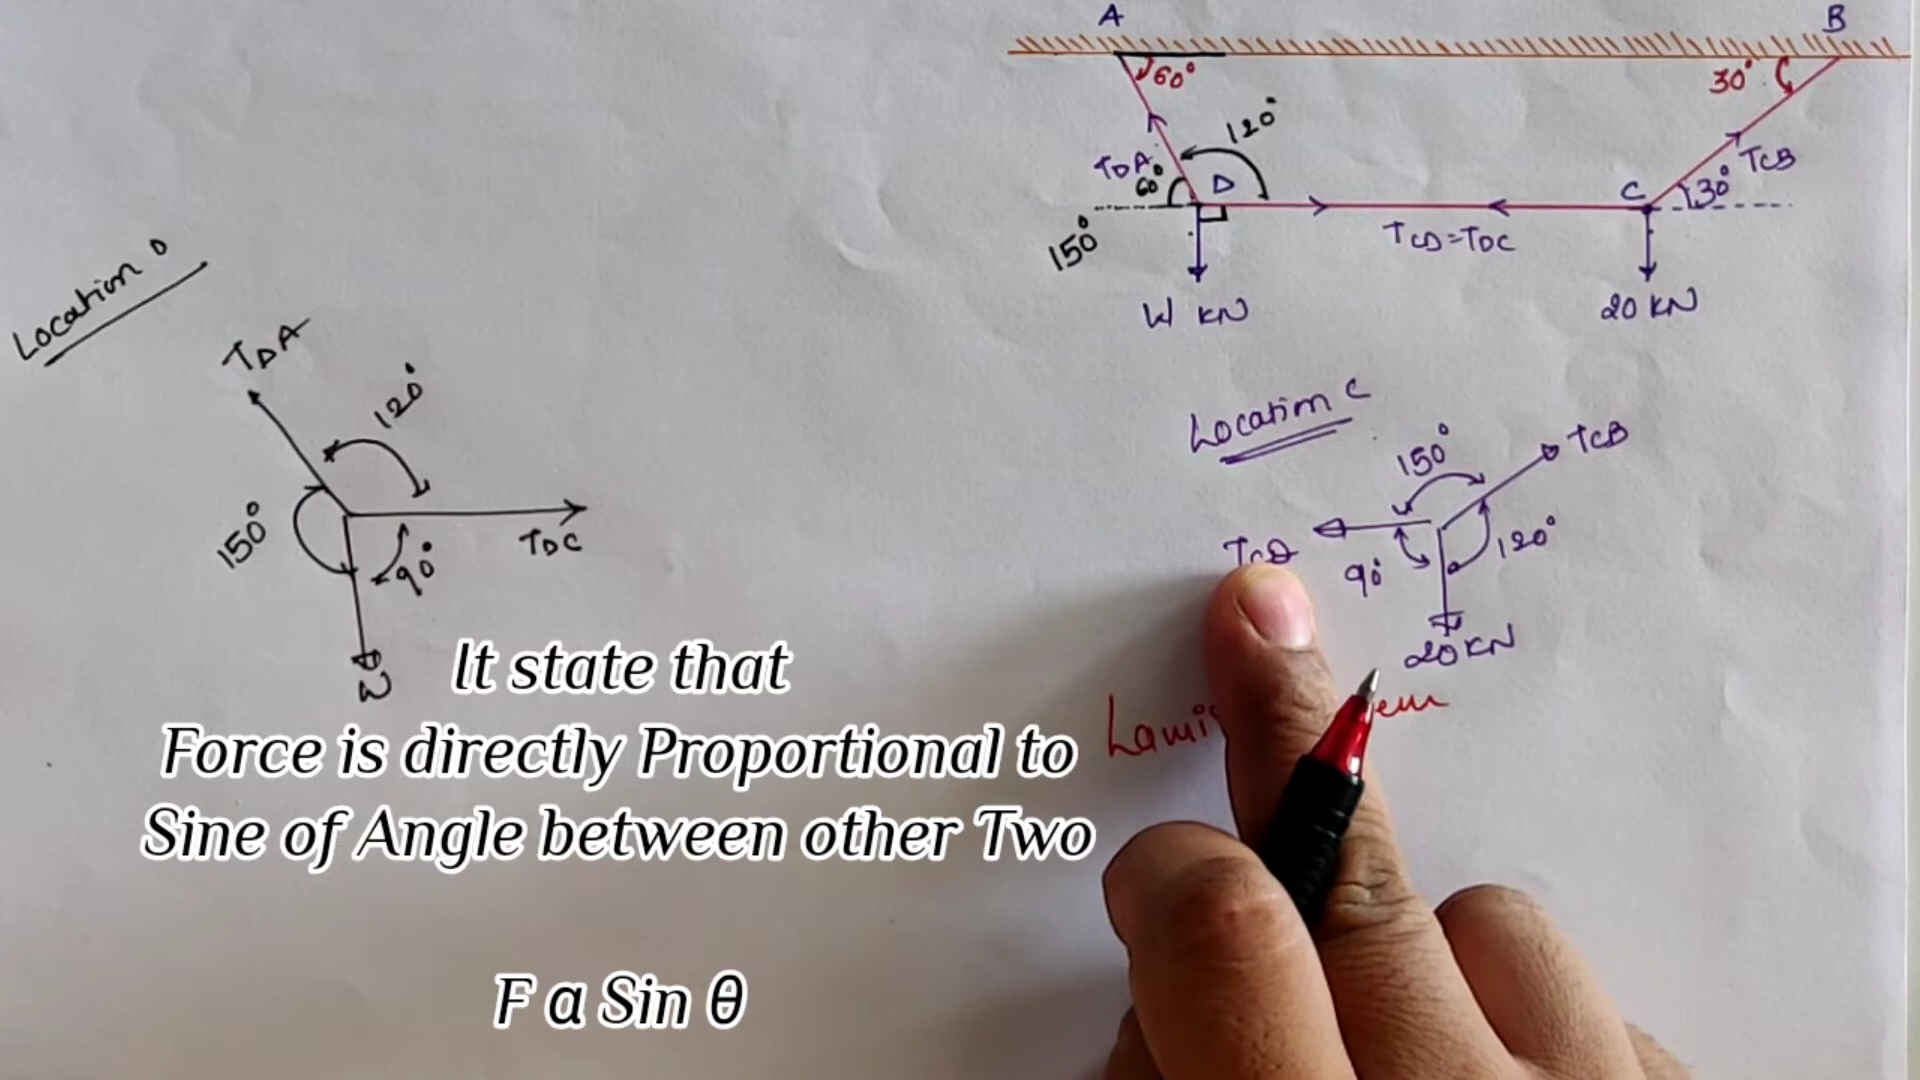 A
B
60°
30°
120°
TDA
60°
D
C
30°
TCB
150°
TCD=TDC
W KN
20 KN
Location D
TDA
120°
150°
90°
TDC
W
Location C
150°
TCB
TCD
90°
120°
20 KN
It state that
Force is directly Proportional to
Sine of Angle between other Two
F α Sin θ